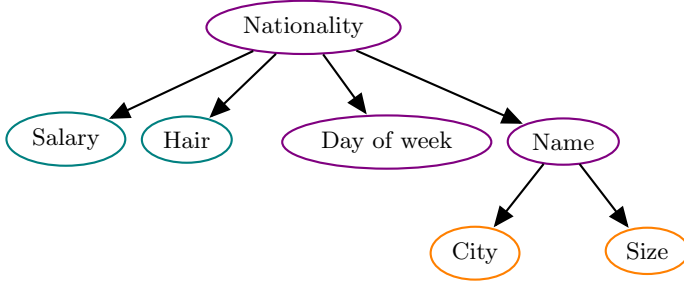 Nationality
Salary
Hair
Day of week
Name
City
Size